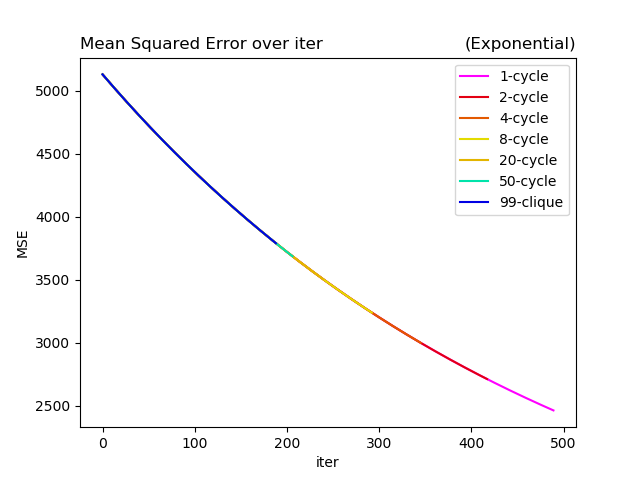 Mean Squared Error over iter
(Exponential)
MSE
5000
4500
4000
3500
3000
2500
1-cycle
2-cycle
4-cycle
8-cycle
20-cycle
50-cycle
99-clique
0
100
200
300
400
500
iter